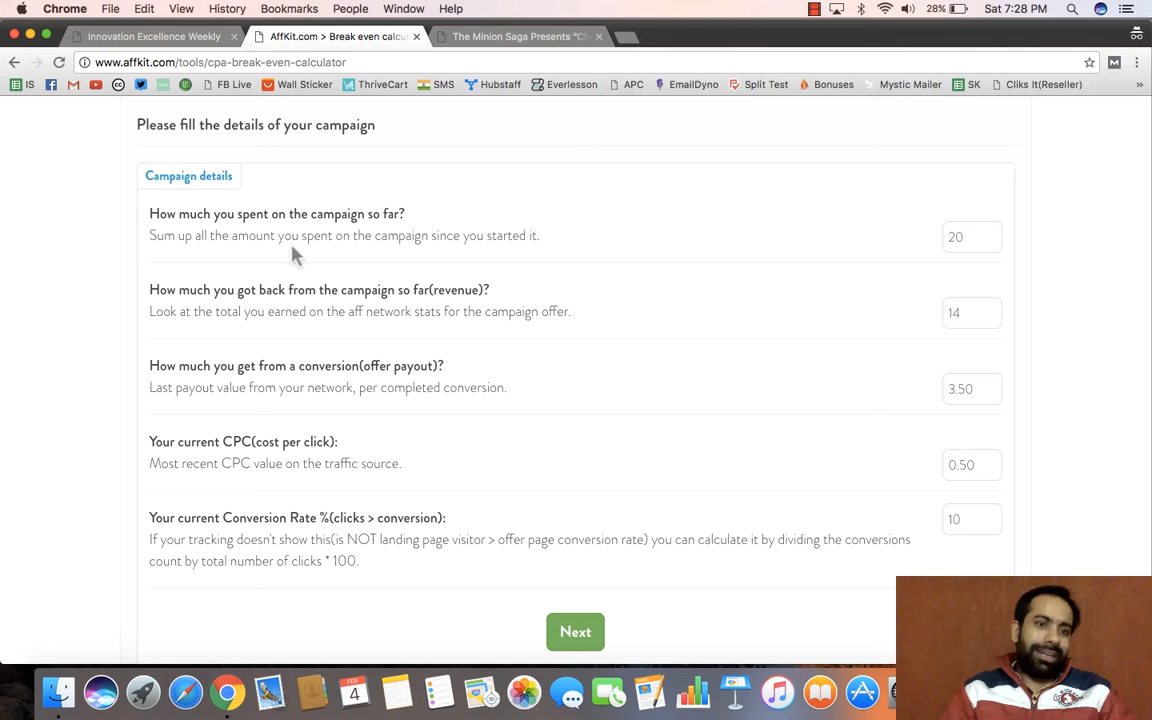 Chrome File Edit View History Bookmarks People Window Help 28% Sat 7:28 PM
Innovation Excellence Weekly × AffKit.com > Break even calcul × The Minion Saga Presents "Ch ×
www.affkit.com/tools/cpa-break-even-calculator
IS FB Live Wall Sticker ThriveCart SMS Hubstaff Everlesson APC EmailDyno Split Test Bonuses Mystic Mailer SK Cliks It(Reseller) »
Please fill the details of your campaign
Campaign details
How much you spent on the campaign so far?
Sum up all the amount you spent on the campaign since you started it.
20
How much you got back from the campaign so far(revenue)?
Look at the total you earned on the aff network stats for the campaign offer.
14
How much you get from a conversion(offer payout)?
Last payout value from your network, per completed conversion.
3.50
Your current CPC(cost per click):
Most recent CPC value on the traffic source.
0.50
Your current Conversion Rate %(clicks > conversion):
10
If your tracking doesn't show this(is NOT landing page visitor > offer page conversion rate) you can calculate it by dividing the conversions
count by total number of clicks * 100.
Next
FEB
4